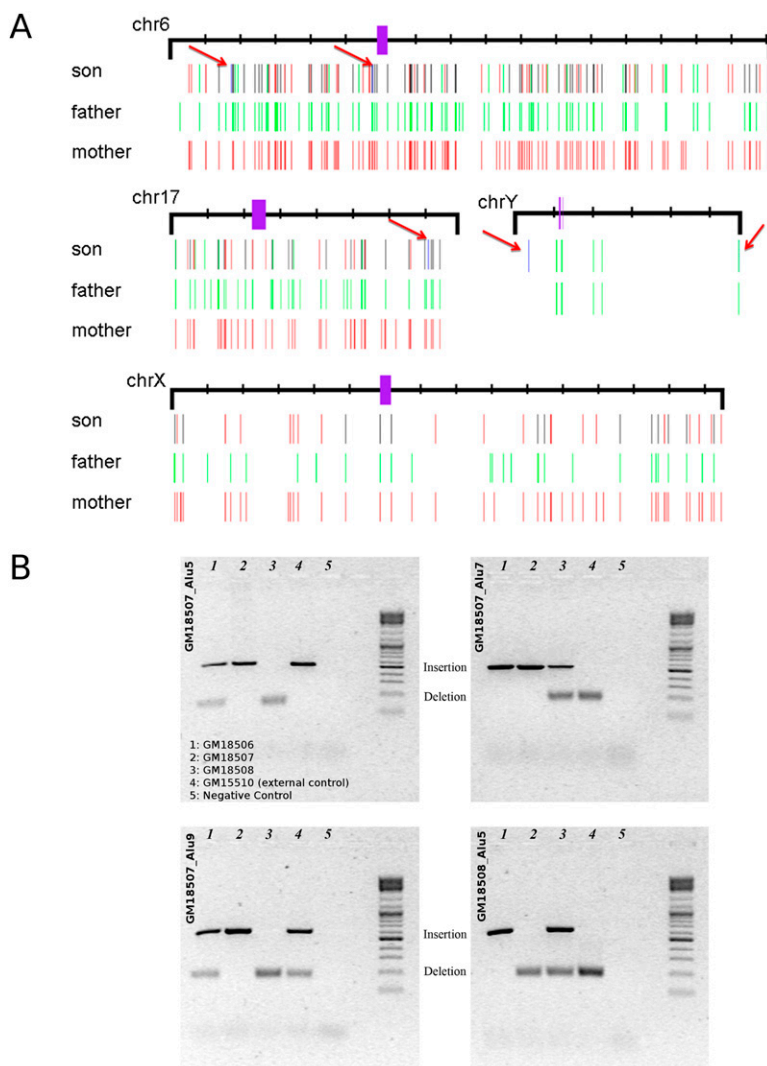 A
chr6
son
father
mother
chr17
chrY
son
father
mother
chrX
son
father
mother
B
GM18507_Alu5
1 2 3 4 5
Insertion
Deletion
1: GM18506
2: GM18507
3: GM18508
4: GM15510 (external control)
5: Negative Control
GM18507_Alu7
1 2 3 4 5
GM18507_Alu9
1 2 3 4 5
Insertion
Deletion
GM18508_Alu5
1 2 3 4 5